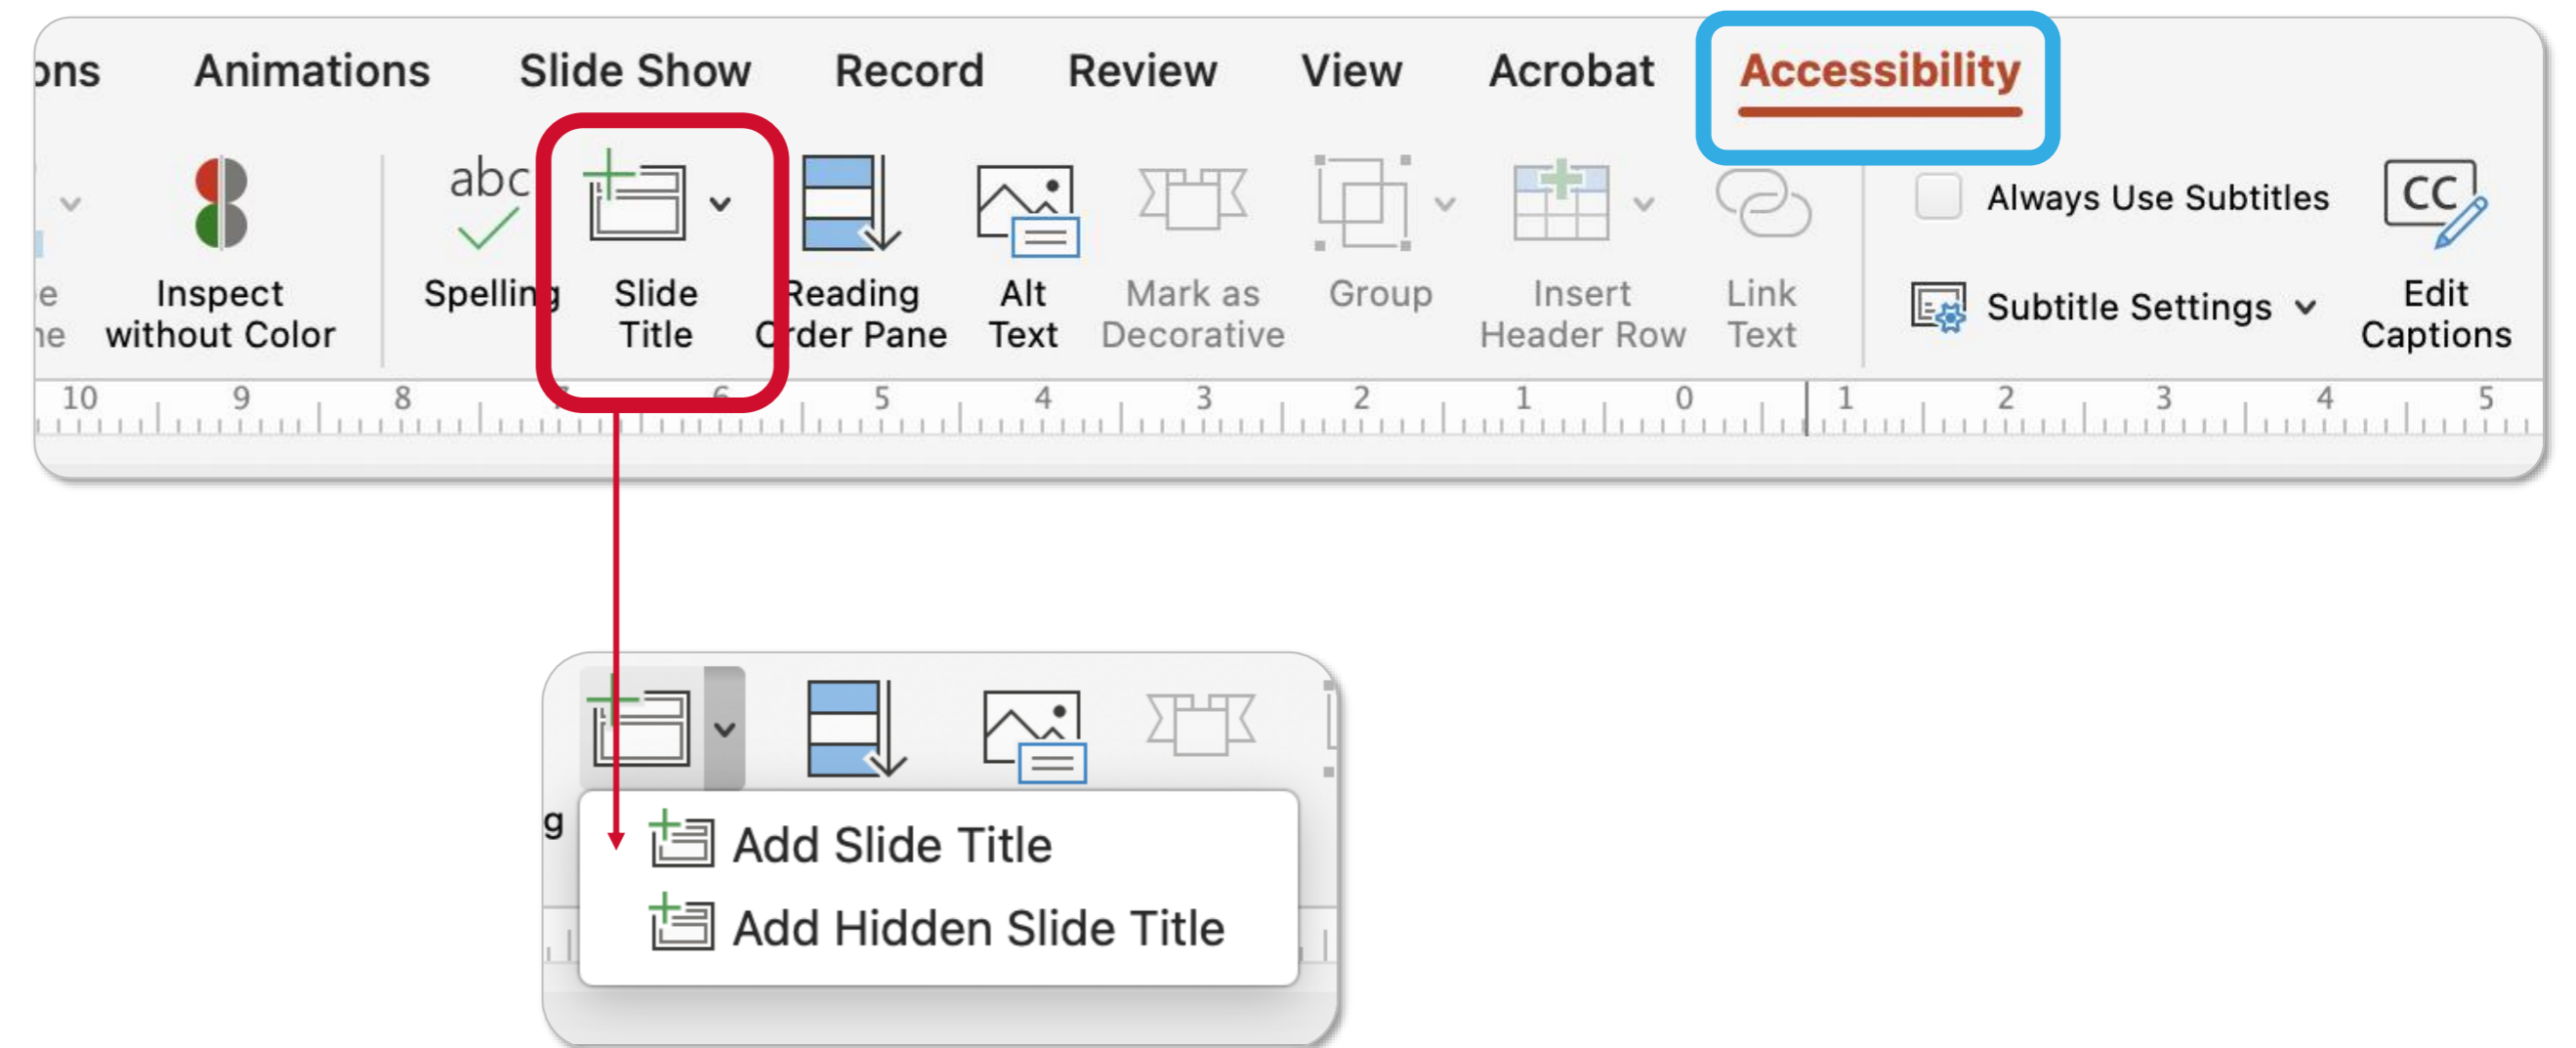 ons Animations Slide Show Record Review View Acrobat Accessibility
abc
Always Use Subtitles
CC
e
ne
Inspect
without Color
Spelling
Slide
Title
Reading
Order Pane
Alt
Text
Mark as
Decorative
Group
Insert
Header Row
Link
Text
Subtitle Settings
Edit
Captions
10 9 8 7 6 5 4 3 2 1 0 1 2 3 4 5
g
Add Slide Title
Add Hidden Slide Title